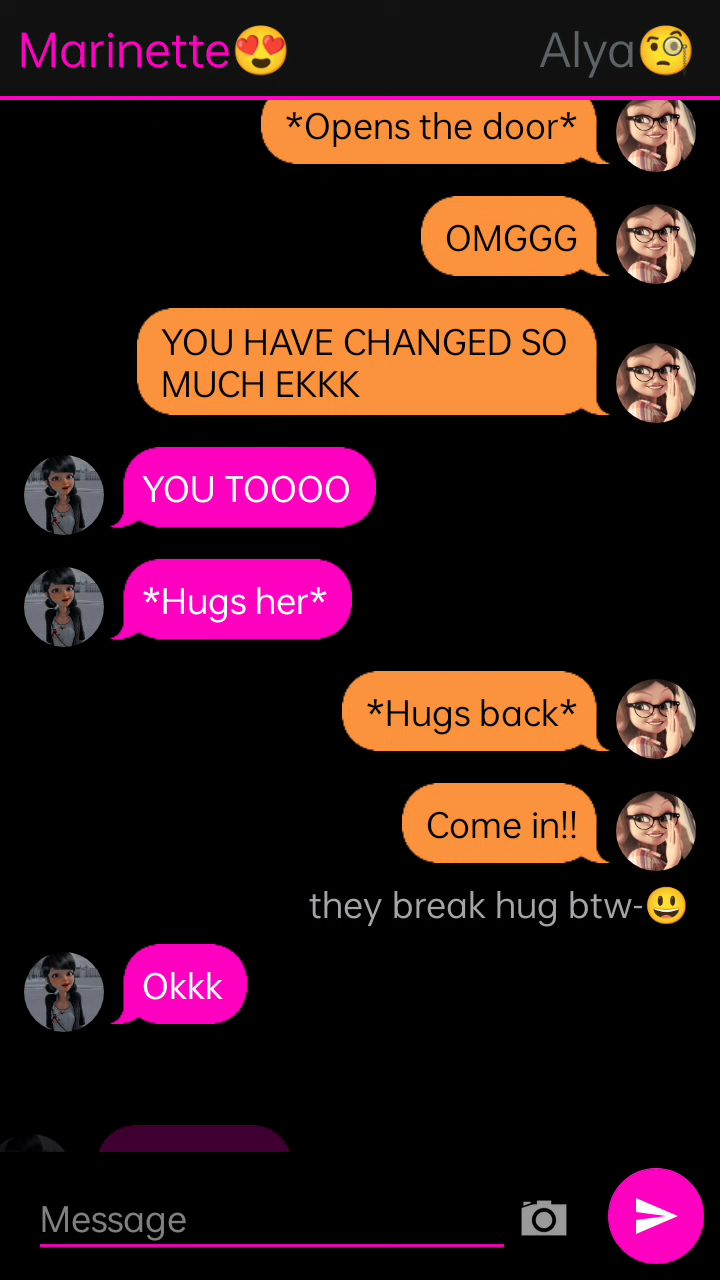 Marinette😍 Alya🧐
*Opens the door*
OMGGG
YOU HAVE CHANGED SO
MUCH EKKK
YOU TOOOO
*Hugs her*
*Hugs back*
Come in!!
they break hug btw-😃
Okkk
Message